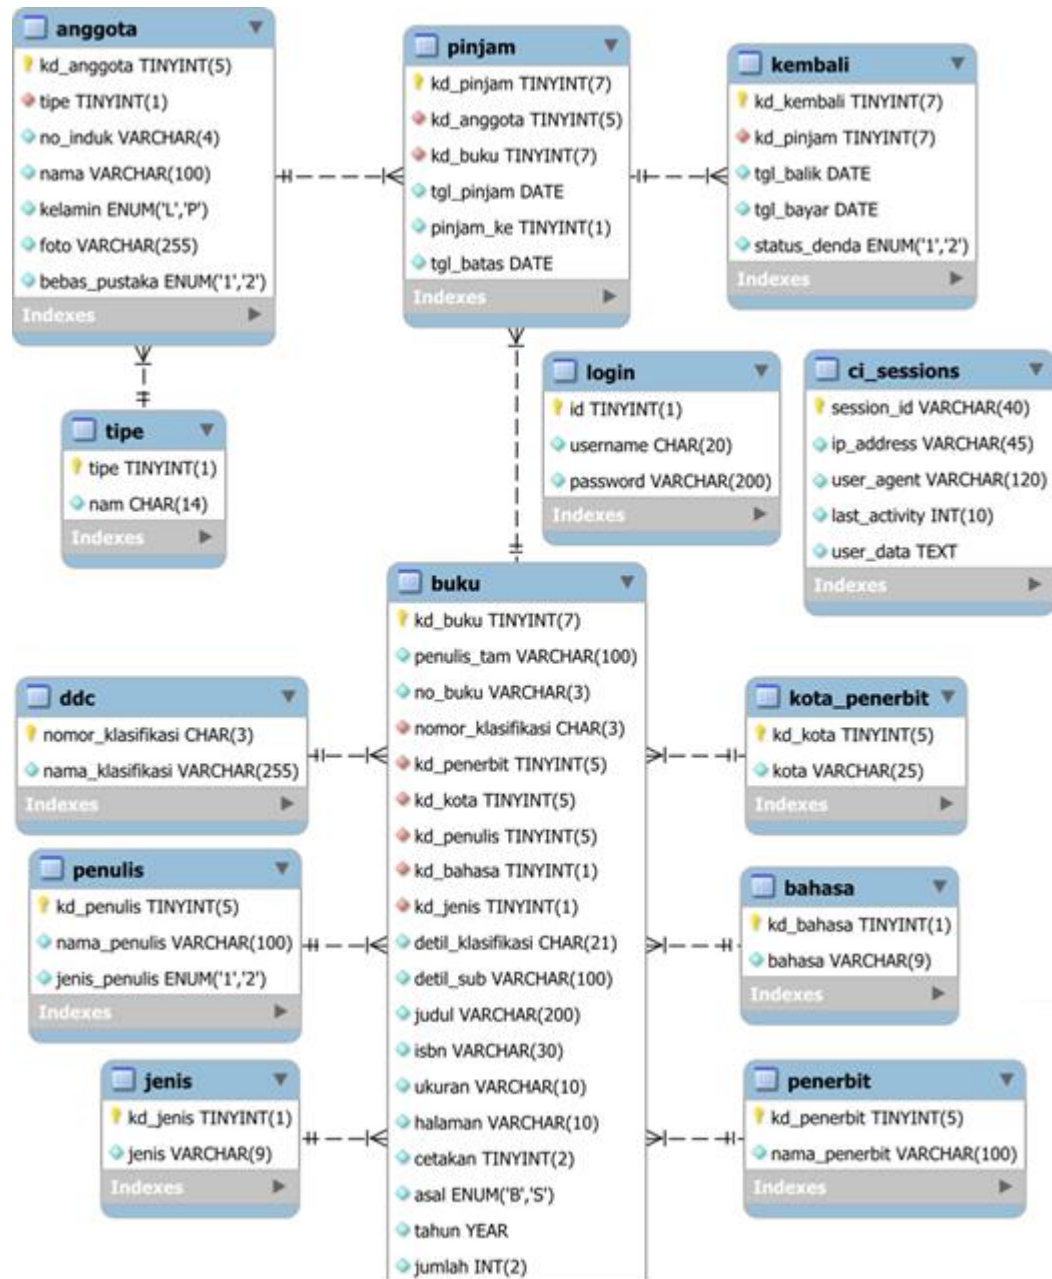 anggota
kd_anggota TINYINT(5)
tipe TINYINT(1)
no_induk VARCHAR(4)
nama VARCHAR(100)
kelamin ENUM('L','P')
foto VARCHAR(255)
bebas_pustaka ENUM('1','2')
Indexes
pinjam
kd_pinjam TINYINT(7)
kd_anggota TINYINT(5)
kd_buku TINYINT(7)
tgl_pinjam DATE
pinjam_ke TINYINT(1)
tgl_batas DATE
Indexes
kembali
kd_kembali TINYINT(7)
kd_pinjam TINYINT(7)
tgl_balik DATE
tgl_bayar DATE
status_denda ENUM('1','2')
Indexes
tipe
tipe TINYINT(1)
nam CHAR(14)
Indexes
login
id TINYINT(1)
username CHAR(20)
password VARCHAR(200)
Indexes
ci_sessions
session_id VARCHAR(40)
ip_address VARCHAR(45)
user_agent VARCHAR(120)
last_activity INT(10)
user_data TEXT
Indexes
buku
kd_buku TINYINT(7)
penulis_tam VARCHAR(100)
no_buku VARCHAR(3)
nomor_klasifikasi CHAR(3)
kd_penerbit TINYINT(5)
kd_kota TINYINT(5)
kd_penulis TINYINT(5)
kd_bahasa TINYINT(1)
kd_jenis TINYINT(1)
detil_klasifikasi CHAR(21)
detil_sub VARCHAR(100)
judul VARCHAR(200)
isbn VARCHAR(30)
ukuran VARCHAR(10)
halaman VARCHAR(10)
cetakan TINYINT(2)
asal ENUM('B','S')
tahun YEAR
jumlah INT(2)
ddc
nomor_klasifikasi CHAR(3)
nama_klasifikasi VARCHAR(255)
Indexes
kota_penerbit
kd_kota TINYINT(5)
kota VARCHAR(25)
Indexes
penulis
kd_penulis TINYINT(5)
nama_penulis VARCHAR(100)
jenis_penulis ENUM('1','2')
Indexes
bahasa
kd_bahasa TINYINT(1)
bahasa VARCHAR(9)
Indexes
jenis
kd_jenis TINYINT(1)
jenis VARCHAR(9)
Indexes
penerbit
kd_penerbit TINYINT(5)
nama_penerbit VARCHAR(100)
Indexes